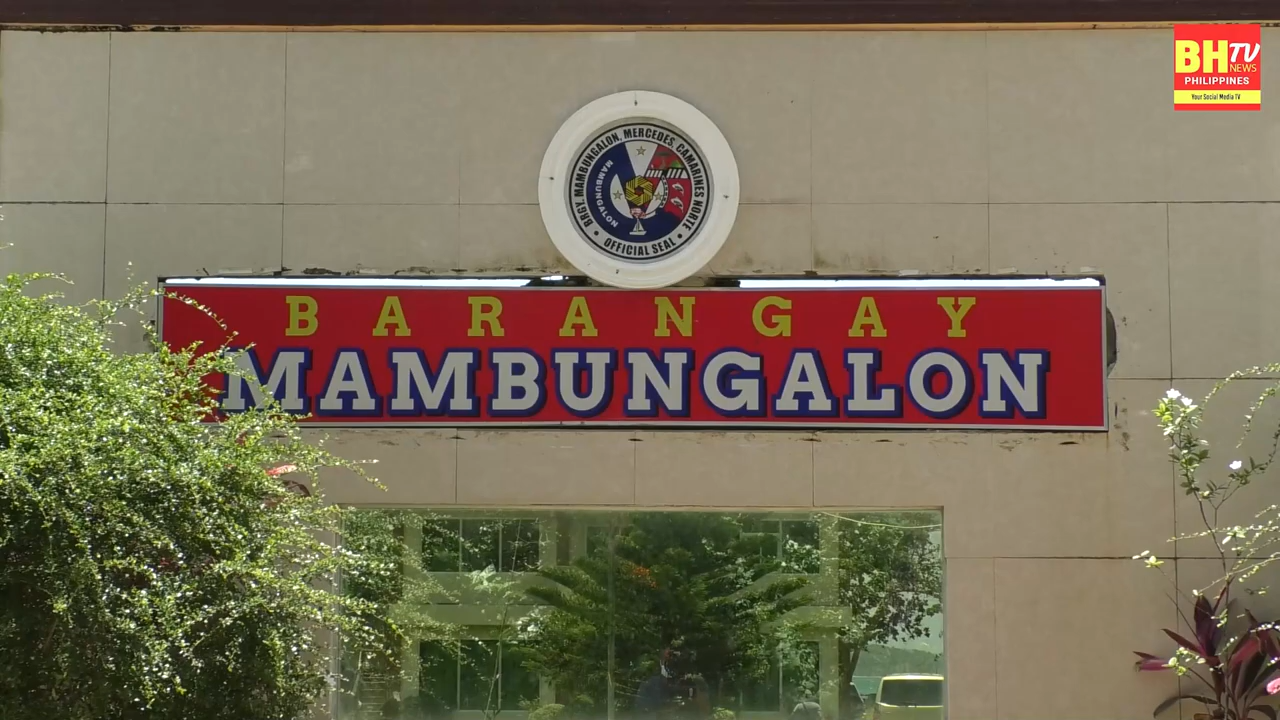 BHTV
NEWS
PHILIPPINES
Your Social Media TV
BRGY. MAMBUNGALON, MERCEDES, CAMARINES NORTE
MAMBUNGALON
• OFFICIAL SEAL •
BARANGAY
MAMBUNGALON